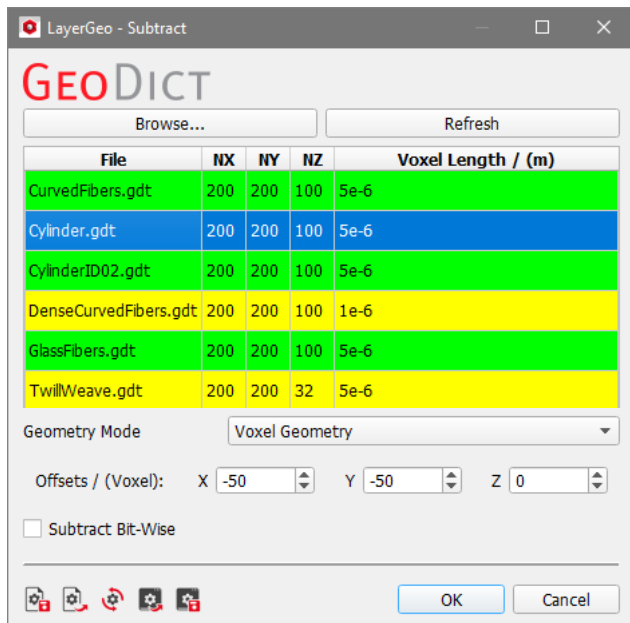 LayerGeo - Subtract
GEODICT
Browse... Refresh
File NX NY NZ Voxel Length / (m)
CurvedFibers.gdt 200 200 100 5e-6
Cylinder.gdt 200 200 100 5e-6
CylinderID02.gdt 200 200 100 5e-6
DenseCurvedFibers.gdt 200 200 100 1e-6
GlassFibers.gdt 200 200 100 5e-6
TwillWeave.gdt 200 200 32 5e-6
Geometry Mode Voxel Geometry
Offsets / (Voxel): X -50 Y -50 Z 0
Subtract Bit-Wise
OK Cancel